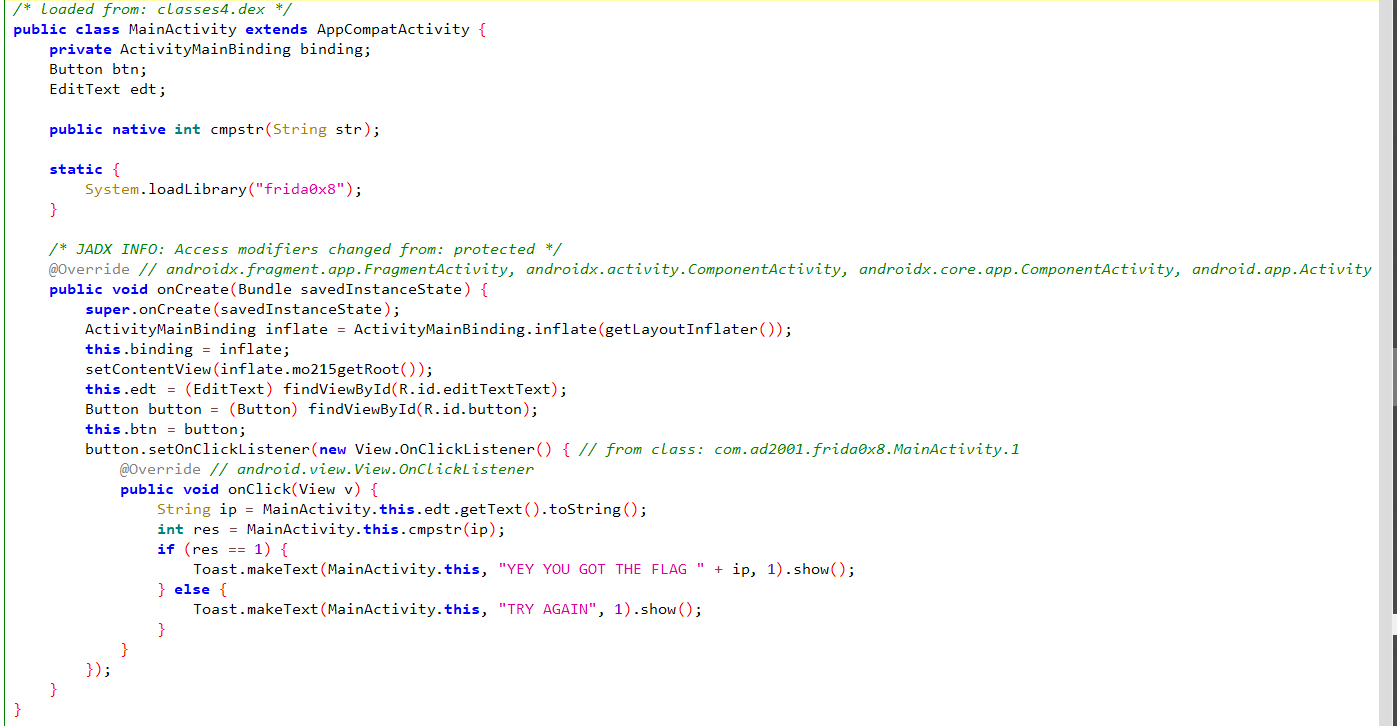 /* loaded from: classes4.dex */
public class MainActivity extends AppCompatActivity {
    private ActivityMainBinding binding;
    Button btn;
    EditText edt;

    public native int cmpstr(String str);

    static {
        System.loadLibrary("frida0x8");
    }

    /* JADX INFO: Access modifiers changed from: protected */
    @Override // androidx.fragment.app.FragmentActivity, androidx.activity.ComponentActivity, androidx.core.app.ComponentActivity, android.app.Activity
    public void onCreate(Bundle savedInstanceState) {
        super.onCreate(savedInstanceState);
        ActivityMainBinding inflate = ActivityMainBinding.inflate(getLayoutInflater());
        this.binding = inflate;
        setContentView(inflate.mo215getRoot());
        this.edt = (EditText) findViewById(R.id.editTextText);
        Button button = (Button) findViewById(R.id.button);
        this.btn = button;
        button.setOnClickListener(new View.OnClickListener() { // from class: com.ad2001.frida0x8.MainActivity.1
            @Override // android.view.View.OnClickListener
            public void onClick(View v) {
                String ip = MainActivity.this.edt.getText().toString();
                int res = MainActivity.this.cmpstr(ip);
                if (res == 1) {
                    Toast.makeText(MainActivity.this, "YEY YOU GOT THE FLAG " + ip, 1).show();
                } else {
                    Toast.makeText(MainActivity.this, "TRY AGAIN", 1).show();
                }
            }
        });
    }
}